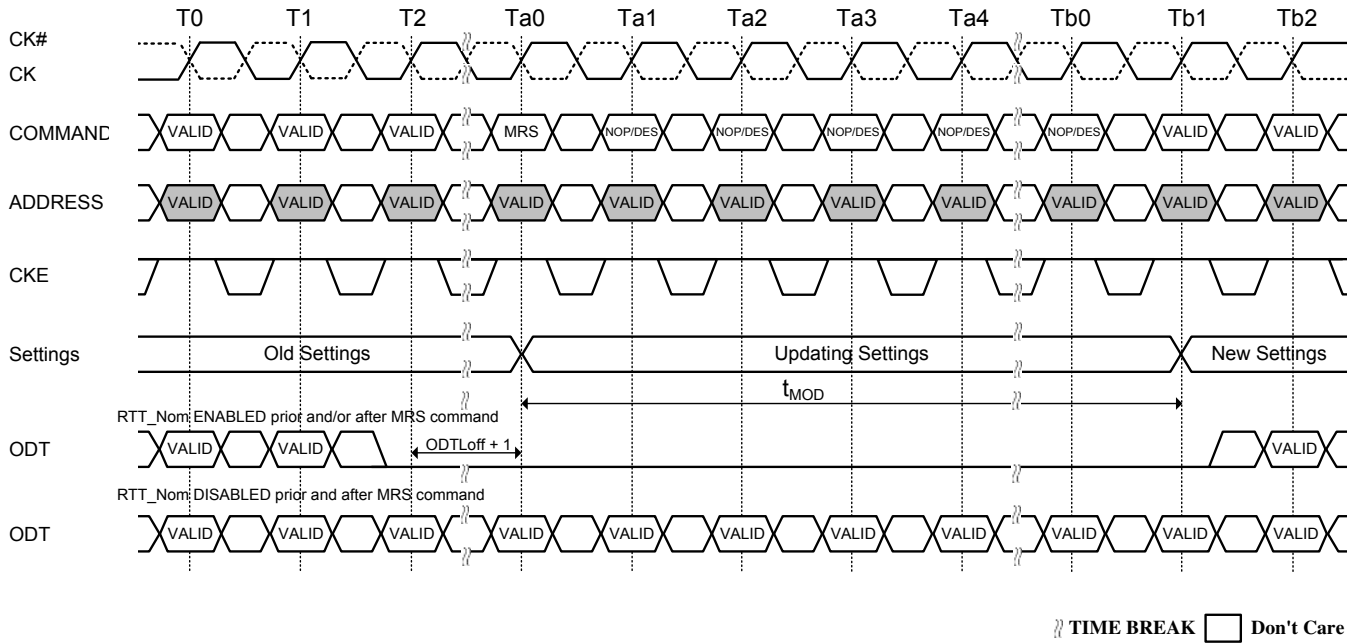 T0 T1 T2 Ta0 Ta1 Ta2 Ta3 Ta4 Tb0 Tb1 Tb2
CK#
CK
COMMAND VALID VALID VALID MRS NOP/DES NOP/DES NOP/DES NOP/DES NOP/DES VALID VALID
ADDRESS VALID VALID VALID VALID VALID VALID VALID VALID VALID VALID VALID
CKE
Settings Old Settings Updating Settings New Settings
tMOD
RTT_Nom ENABLED prior and/or after MRS command
ODT VALID VALID ODTLoff + 1 VALID
RTT_Nom DISABLED prior and after MRS command
ODT VALID VALID VALID VALID VALID VALID VALID VALID VALID VALID VALID
TIME BREAK Don't Care